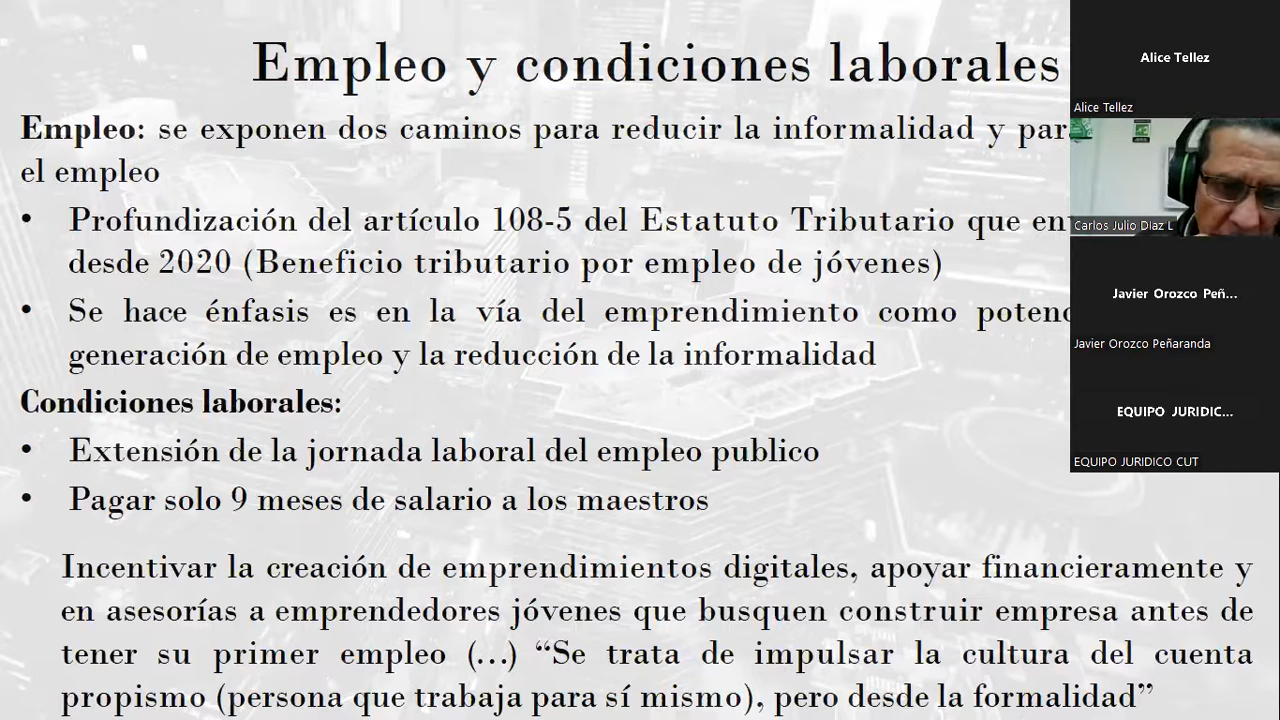 Empleo y condiciones laborales
Empleo: se exponen dos caminos para reducir la informalidad y
el empleo
• Profundización del artículo 108-5 del Estatuto Tributario que
desde 2020 (Beneficio tributario por empleo de jóvenes)
• Se hace énfasis es en la vía del emprendimiento como
generación de empleo y la reducción de la informalidad
Condiciones laborales:
• Extensión de la jornada laboral del empleo publico
• Pagar solo 9 meses de salario a los maestros
Incentivar la creación de emprendimientos digitales, apoyar financieramente y
en asesorías a emprendedores jóvenes que busquen construir empresa antes de
tener su primer empleo (...) “Se trata de impulsar la cultura del cuenta
propismo (persona que trabaja para sí mismo), pero desde la formalidad”
Alice Tellez
Alice Tellez
Carlos Julio Diaz L
Javier Orozco Peñ...
Javier Orozco Peñaranda
EQUIPO JURIDIC...
EQUIPO JURIDICO CUT